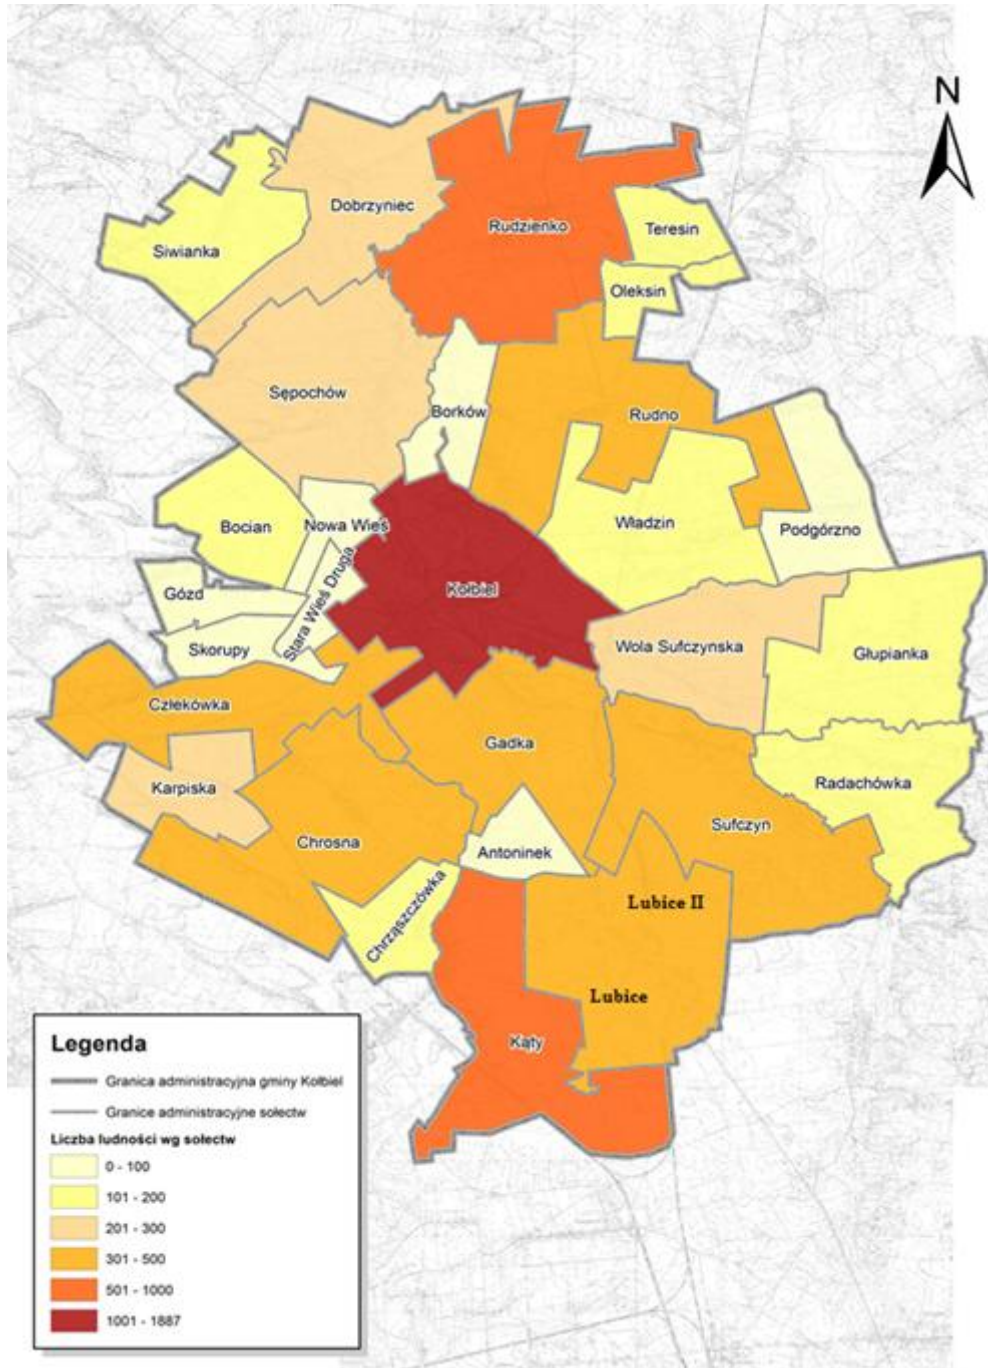 N
Dobrzyniec
Rudzienko
Teresin
Siwianka
Oleksin
Sępochów
Borków
Rudno
Bocian
Nowa Wieś
Władzin
Podgórzno
Kołbiel
Gózd
Stara Wieś Druga
Skorupy
Wola Sufczynska
Głupianka
Człekówka
Gadka
Karpiska
Radachówka
Chrosna
Sufczyn
Antoninek
Chrząszczówka
Lubice II
Lubice
Kąty
Legenda
Granica administracyjna gminy Kołbiel
Granice administracyjne sołectw
Liczba ludności wg sołectw
0 - 100
101 - 200
201 - 300
301 - 500
501 - 1000
1001 - 1887